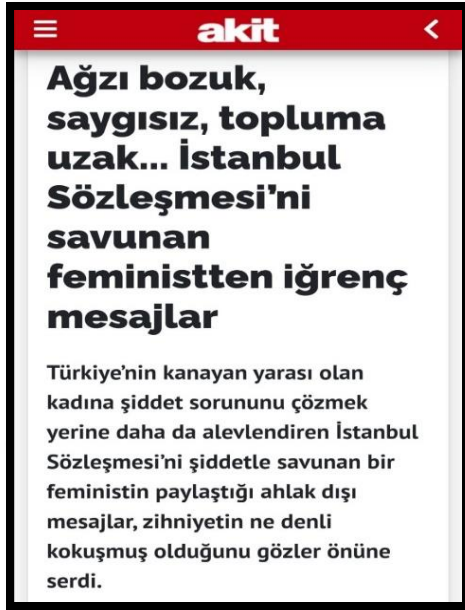 akit
Ağzı bozuk,
saygısız, topluma
uzak... İstanbul
Sözleşmesi'ni
savunan
feministten iğrenç
mesajlar
Türkiye'nin kanayan yarası olan
kadına şiddet sorununu çözmek
yerine daha da alevlendiren İstanbul
Sözleşmesi'ni şiddetle savunan bir
feministin paylaştığı ahlak dışı
mesajlar, zihniyetin ne denli
kokuşmuş olduğunu gözler önüne
serdi.